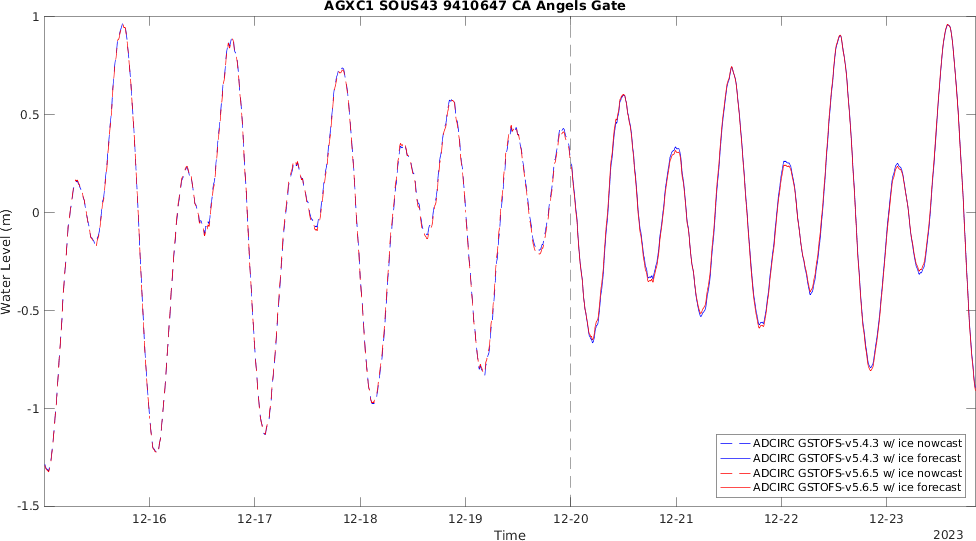 AGXC1 SOUS43 9410647 CA Angels Gate
1
0.5
0
-0.5
-1
-1.5
Water Level (m)
12-16
12-17
12-18
12-19
12-20
12-21
12-22
12-23
Time
2023
ADCIRC GSTOFS-v5.4.3 w/ ice nowcast
ADCIRC GSTOFS-v5.4.3 w/ ice forecast
ADCIRC GSTOFS-v5.6.5 w/ ice nowcast
ADCIRC GSTOFS-v5.6.5 w/ ice forecast